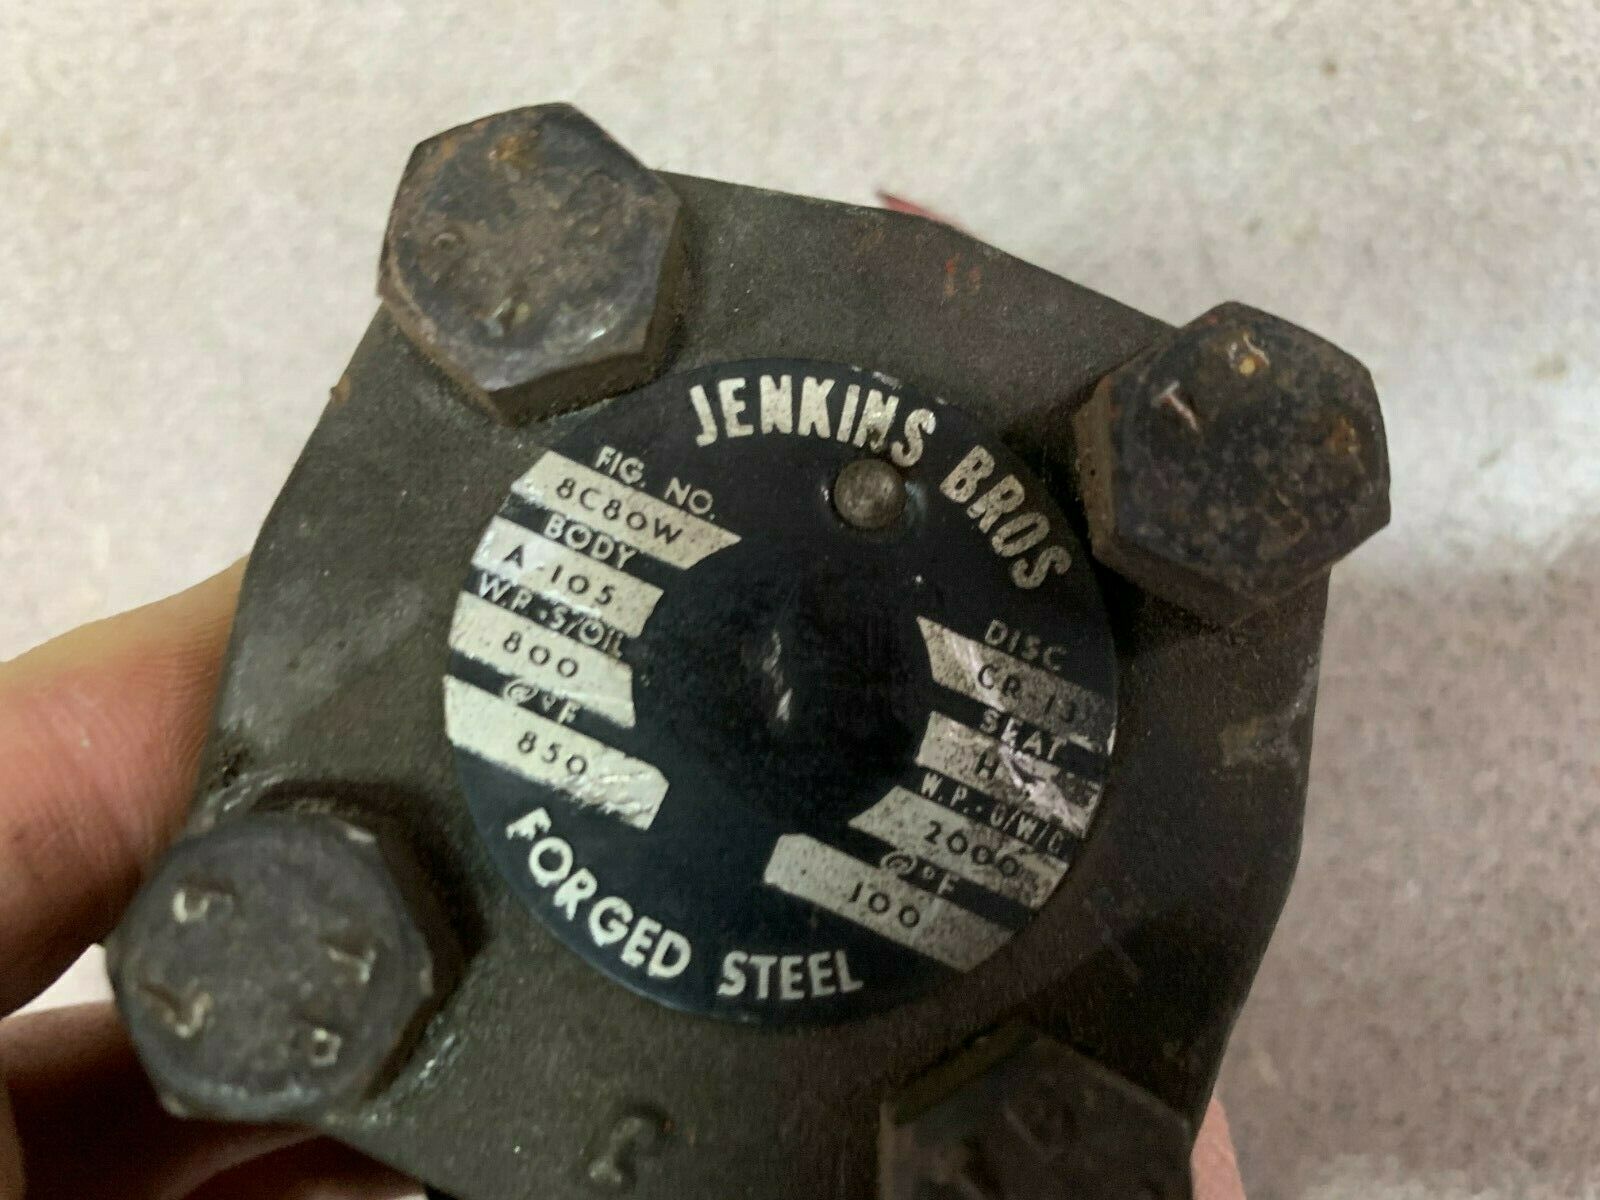 JENKINS BROS
FIG. NO.
8C80W
BODY
A-105
W.P.-S/OIL
800
@°F
850
DISC
CR-13
SEAT
H
2000
@°F
100
FORGED STEEL